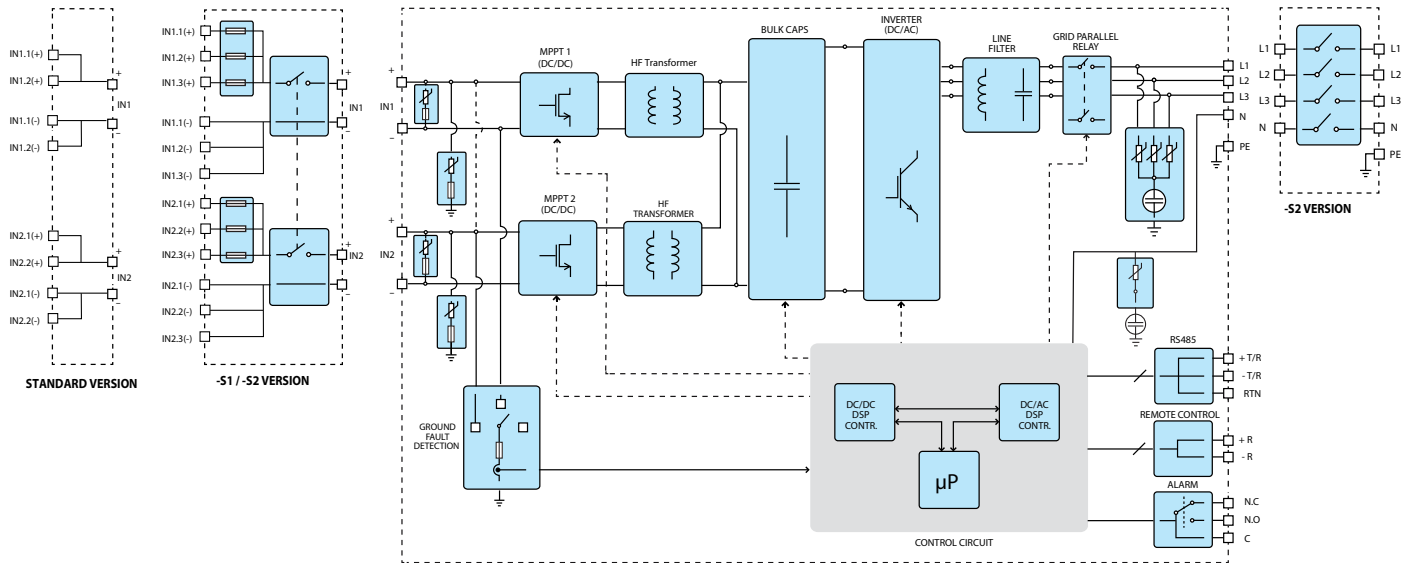 IN1.1(+)
IN1.2(+)
+
IN1
IN1.1(-)
–
IN1.2(-)
IN2.1(+)
+
IN2.2(+)
IN2
IN2.1(-)
–
IN2.2(-)
STANDARD VERSION
IN1.1(+)
IN1.2(+)
IN1.3(+)
+
IN1
IN1.1(-)
–
IN1.2(-)
IN1.3(-)
IN2.1(+)
IN2.2(+)
+
IN2.3(+)
IN2
IN2.1(-)
–
IN2.2(-)
IN2.3(-)
-S1 / -S2 VERSION
+
IN1
–
+
IN2
–
MPPT 1
(DC/DC)
HF Transformer
MPPT 2
(DC/DC)
HF
TRANSFORMER
BULK CAPS
INVERTER
(DC/AC)
LINE
FILTER
GRID PARALLEL
RELAY
L1
L2
L3
N
PE
L1
L2
L3
N
L1
L2
L3
N
PE
-S2 VERSION
GROUND
FAULT
DETECTION
DC/DC
DSP
CONTR.
DC/AC
DSP
CONTR.
µP
CONTROL CIRCUIT
RS485
+ T/R
- T/R
RTN
REMOTE CONTROL
+ R
- R
ALARM
N.C
N.O
C